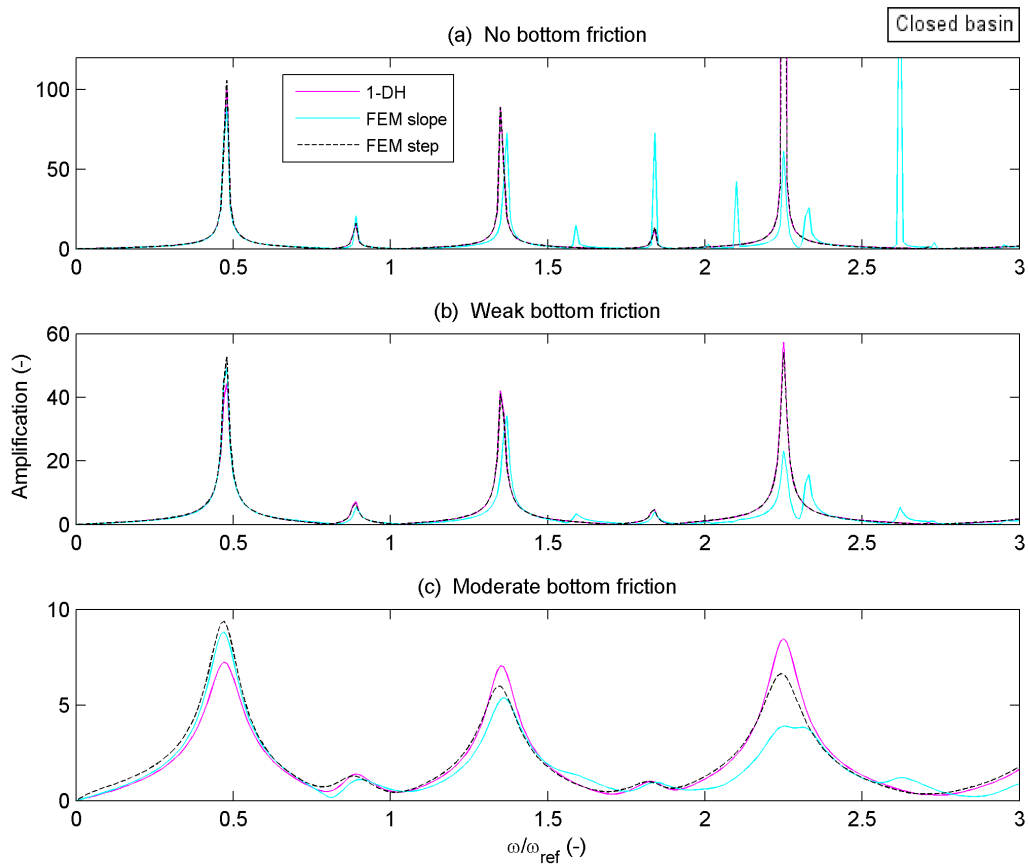 Closed basin
(a) No bottom friction
100
50
0
1-DH
FEM slope
FEM step
0 0.5 1 1.5 2 2.5 3
(b) Weak bottom friction
60
40
20
0
0 0.5 1 1.5 2 2.5 3
Amplification (-)
(c) Moderate bottom friction
10
5
0
0 0.5 1 1.5 2 2.5 3
ω/ω_ref (-)